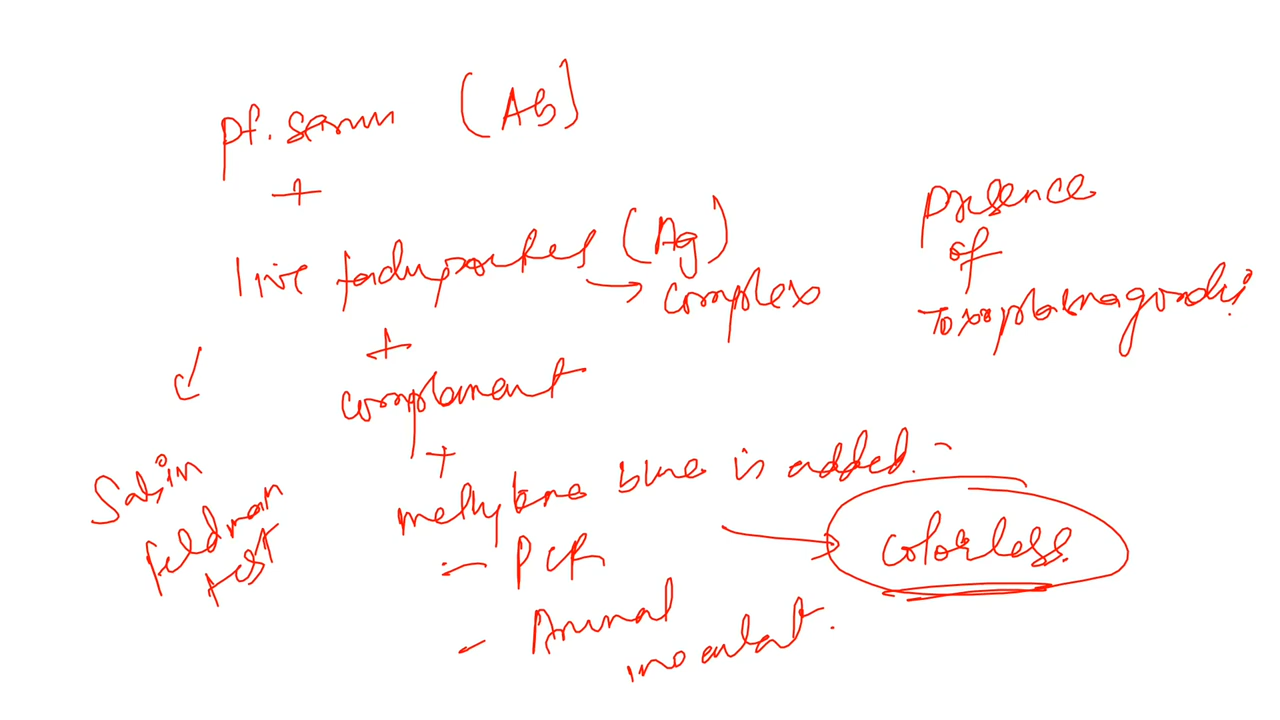 pt. serum (Ab)
+
live tachyzoites (Ag)
→ complex
+
complement
+
methylene blue is added.
→ colorless.
- PCR
- Animal
inoculat.
Sabin
feldman
test
presence
of
Toxoplasma gondii